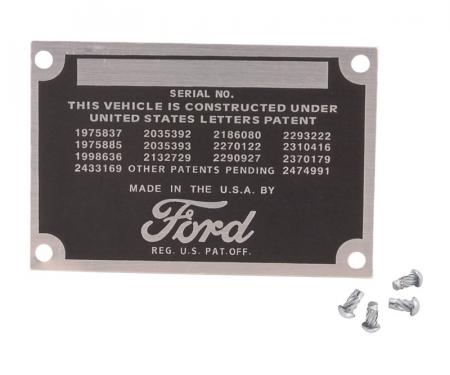 SERIAL NO.
THIS VEHICLE IS CONSTRUCTED UNDER
UNITED STATES LETTERS PATENT
1975837 2035392 2186080 2293222
1975885 2035393 2270122 2310416
1998636 2132729 2290927 2370179
2433169 OTHER PATENTS PENDING 2474991
MADE IN THE U.S.A. BY
Ford
REG. U.S. PAT. OFF.